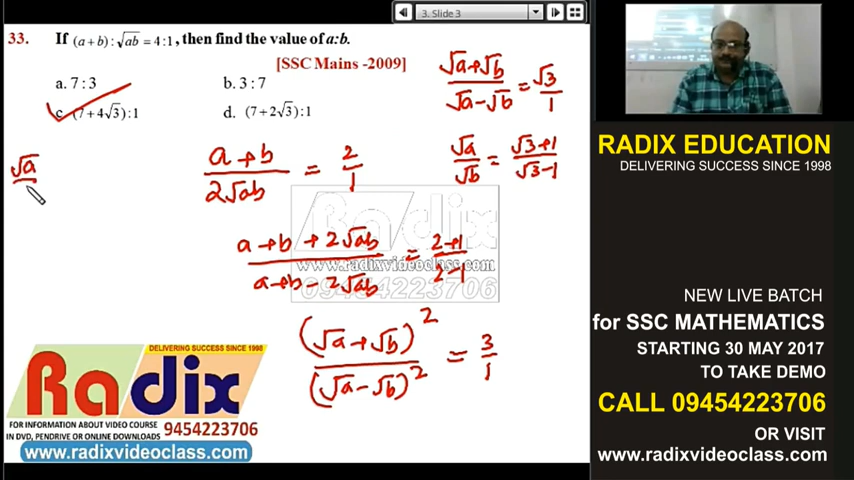 3. Slide 3
33. If (a+b):√ab = 4:1, then find the value of a:b.
[SSC Mains -2009]
a. 7:3
b. 3:7
c. (7+4√3):1
d. (7+2√3):1
√a+√b / √a-√b = √3 / 1
√a / √b = √3+1 / √3-1
√a
a+b / 2√ab = 2 / 1
a+b+2√ab / a+b-2√ab = 2+1 / 2-1
(√a+√b)² / (√a-√b)² = 3 / 1
Radix
www.radixvideoclass.com
09454223706
DELIVERING SUCCESS SINCE 1998
Radix
FOR INFORMATION ABOUT VIDEO COURSE
IN DVD, PENDRIVE OR ONLINE DOWNLOADS
9454223706
www.radixvideoclass.com
RADIX EDUCATION
DELIVERING SUCCESS SINCE 1998
NEW LIVE BATCH
for SSC MATHEMATICS
STARTING 30 MAY 2017
TO TAKE DEMO
CALL 09454223706
OR VISIT
www.radixvideoclass.com